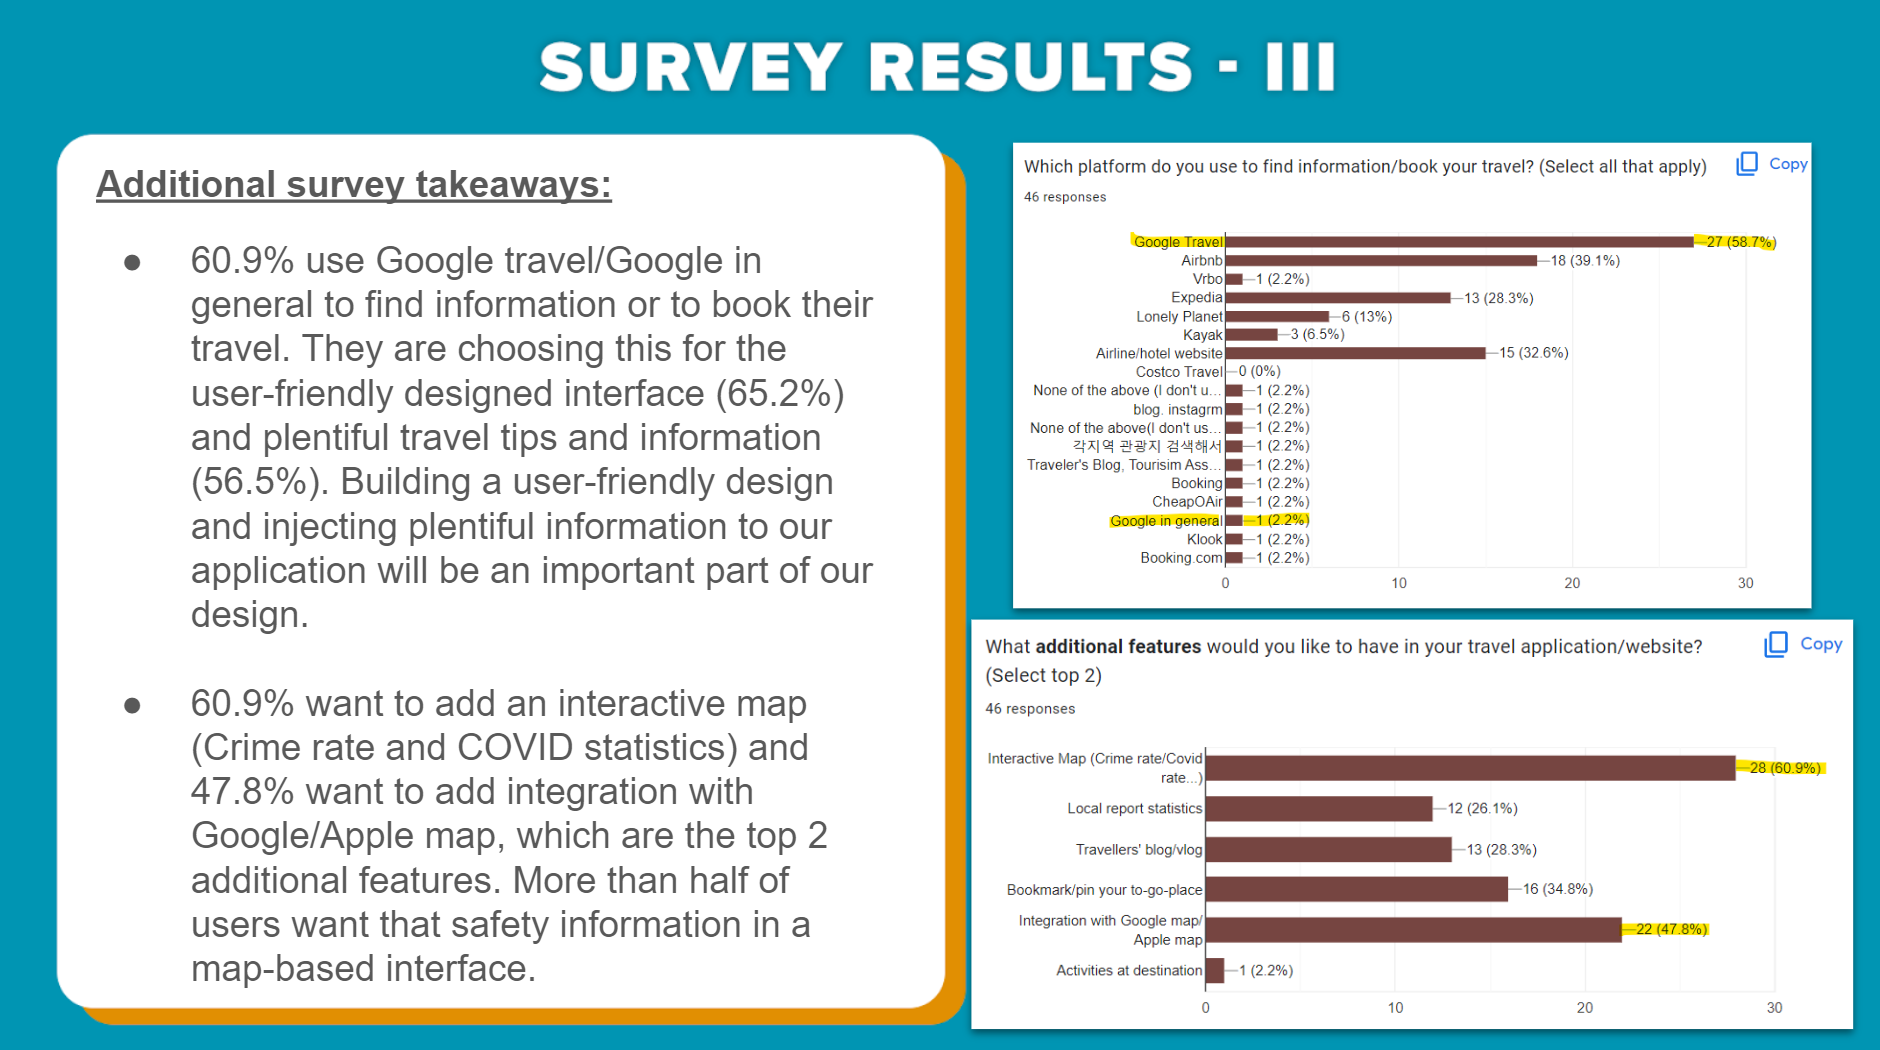 SURVEY RESULTS - III
Additional survey takeaways:
● 60.9% use Google travel/Google in
general to find information or to book their
travel. They are choosing this for the
user-friendly designed interface (65.2%)
and plentiful travel tips and information
(56.5%). Building a user-friendly design
and injecting plentiful information to our
application will be an important part of our
design.
● 60.9% want to add an interactive map
(Crime rate and COVID statistics) and
47.8% want to add integration with
Google/Apple map, which are the top 2
additional features. More than half of
users want that safety information in a
map-based interface.
Which platform do you use to find information/book your travel? (Select all that apply)
Copy
46 responses
Google Travel 27 (58.7%)
Airbnb 18 (39.1%)
Vrbo 1 (2.2%)
Expedia 13 (28.3%)
Lonely Planet 6 (13%)
Kayak 3 (6.5%)
Airline/hotel website 15 (32.6%)
Costco Travel 0 (0%)
None of the above (I don't u... 1 (2.2%)
blog. instagrm 1 (2.2%)
None of the above(I don't us... 1 (2.2%)
각지역 관광지 검색해서 1 (2.2%)
Traveler's Blog, Tourisim Ass... 1 (2.2%)
Booking 1 (2.2%)
CheapOAir 1 (2.2%)
Google in general 1 (2.2%)
Klook 1 (2.2%)
Booking.com 1 (2.2%)
0 10 20 30
What additional features would you like to have in your travel application/website?
Copy
(Select top 2)
46 responses
Interactive Map (Crime rate/Covid
rate...) 28 (60.9%)
Local report statistics 12 (26.1%)
Travellers' blog/vlog 13 (28.3%)
Bookmark/pin your to-go-place 16 (34.8%)
Integration with Google map/
Apple map 22 (47.8%)
Activities at destination 1 (2.2%)
0 10 20 30